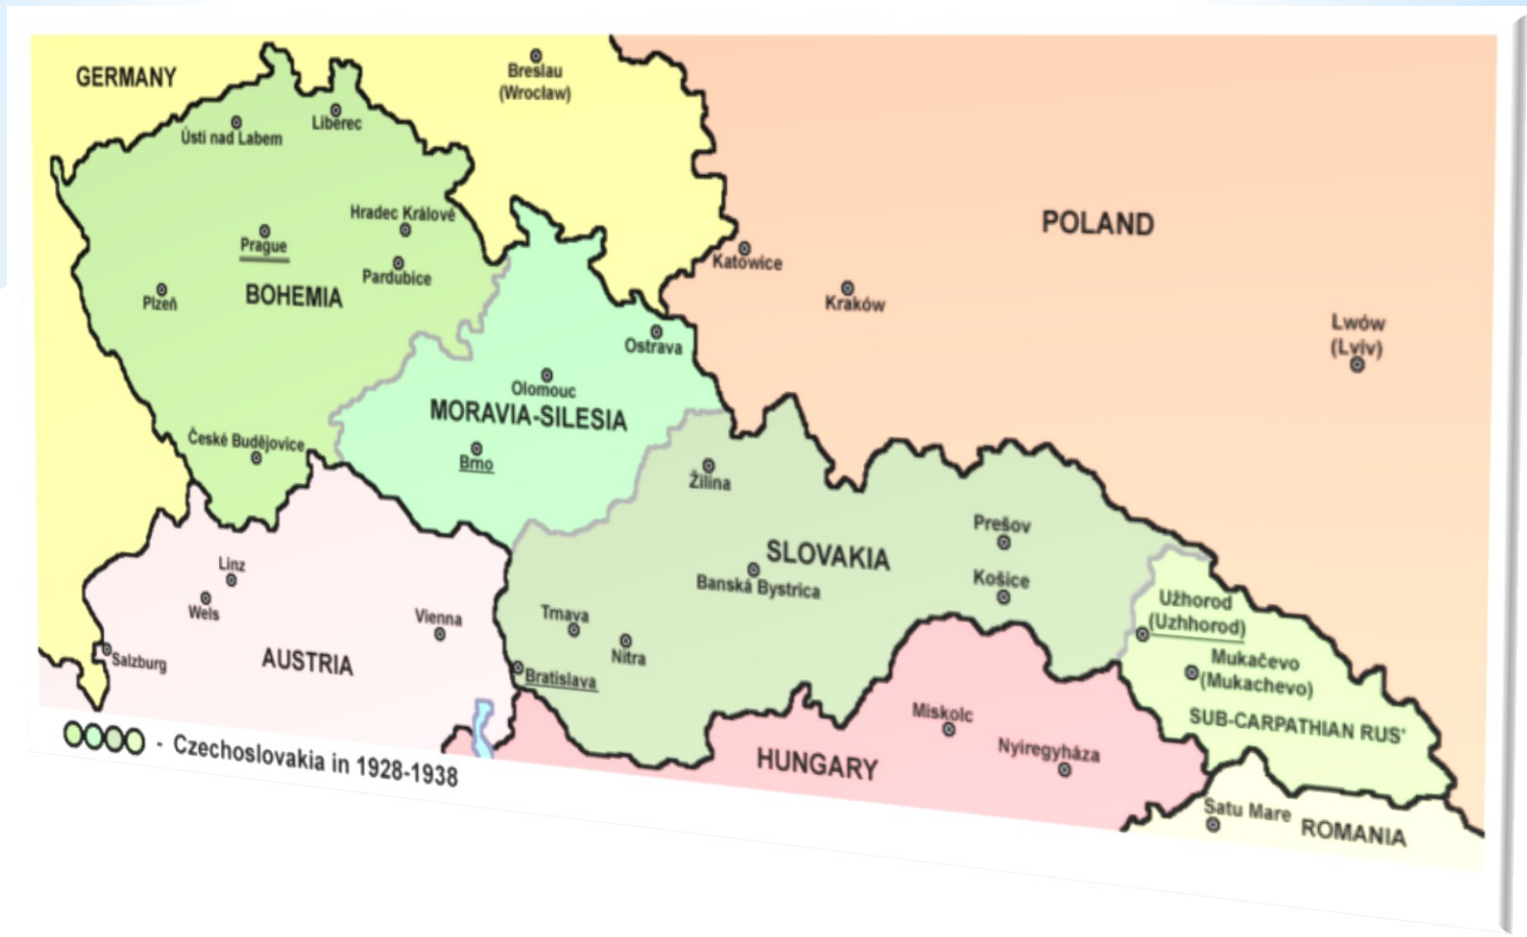 GERMANY
Breslau
(Wrocław)
Ústí nad Labem
Liberec
Hradec Králové
Prague
Pardubice
Plzeň
BOHEMIA
POLAND
Katowice
Kraków
Lwów
(Lviv)
Ostrava
Olomouc
MORAVIA-SILESIA
Brno
České Budějovice
Žilina
Prešov
SLOVAKIA
Banská Bystrica
Košice
Linz
Wels
Vienna
Trnava
Nitra
Užhorod
(Uzhhorod)
Salzburg
AUSTRIA
Bratislava
Mukačevo
(Mukachevo)
SUB-CARPATHIAN RUS'
Miskolc
Nyiregyháza
HUNGARY
Satu Mare
ROMANIA
- Czechoslovakia in 1928-1938